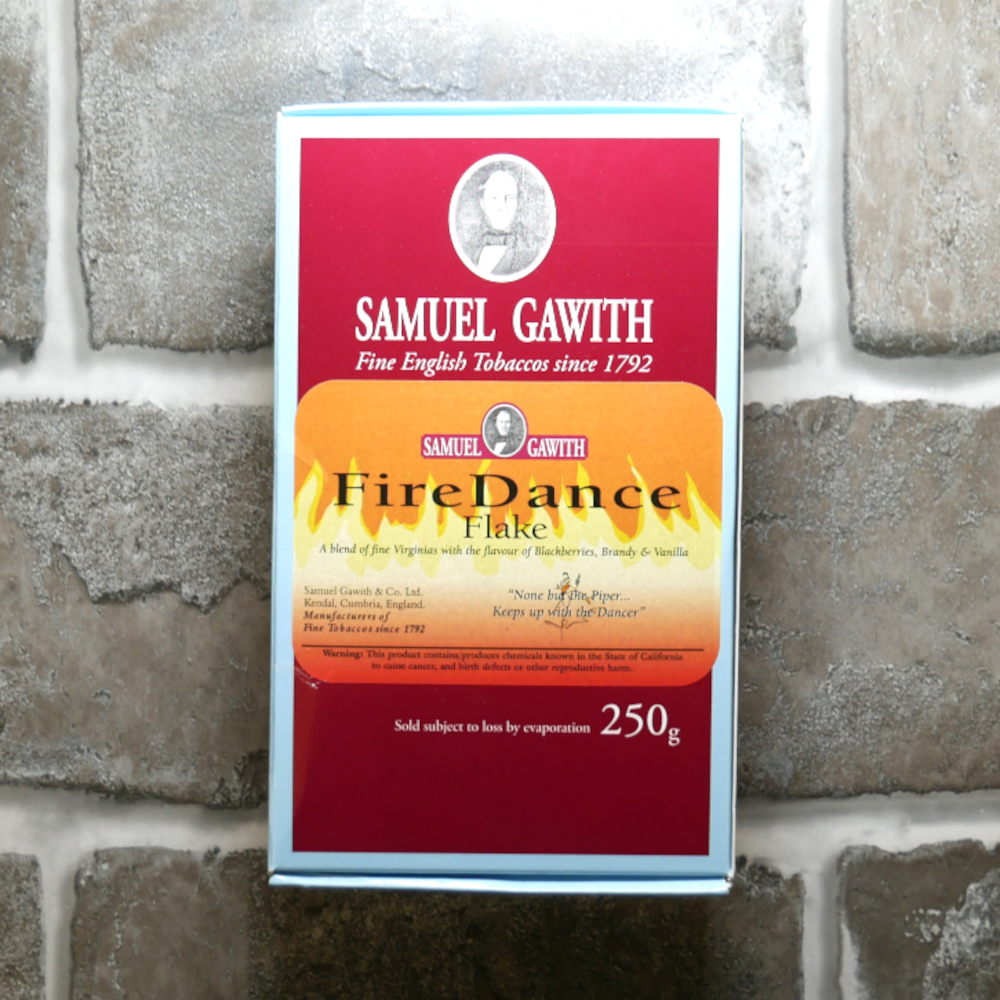 SAMUEL GAWITH
Fine English Tobaccos since 1792
SAMUEL GAWITH
FireDance
Flake
A blend of fine Virginias with the flavour of Blackberries, Brandy & Vanilla
Samuel Gawith & Co. Ltd.
Kendal, Cumbria, England.
Manufacturers of
Fine Tobaccos since 1792
"None but the Piper...
Keeps up with the Dancer"
Warning: This product contains/produces chemicals known in the State of California
to cause cancer, and birth defects or other reproductive harm.
Sold subject to loss by evaporation 250g